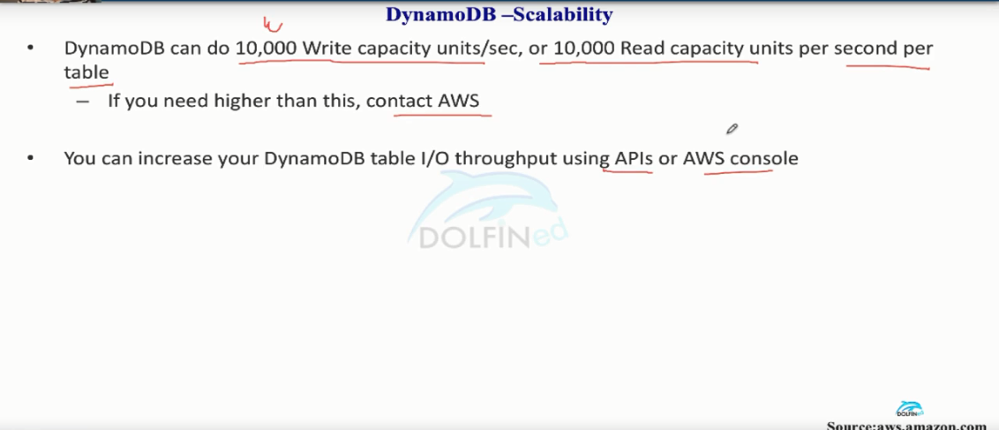 DynamoDB –Scalability
• DynamoDB can do 10,000 Write capacity units/sec, or 10,000 Read capacity units per second per
table
– If you need higher than this, contact AWS
• You can increase your DynamoDB table I/O throughput using APIs or AWS console
DOLFINed
DOLFINed
Source:aws.amazon.com